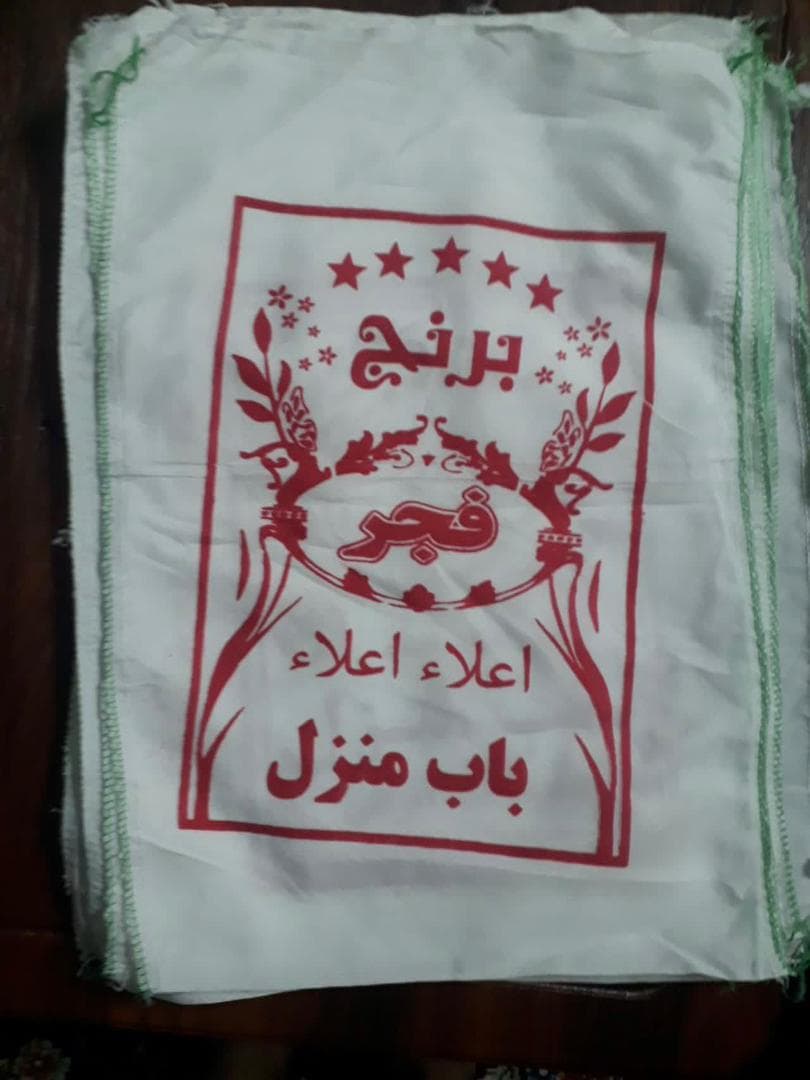 برنج
فجر
اعلاء اعلاء
باب منزل